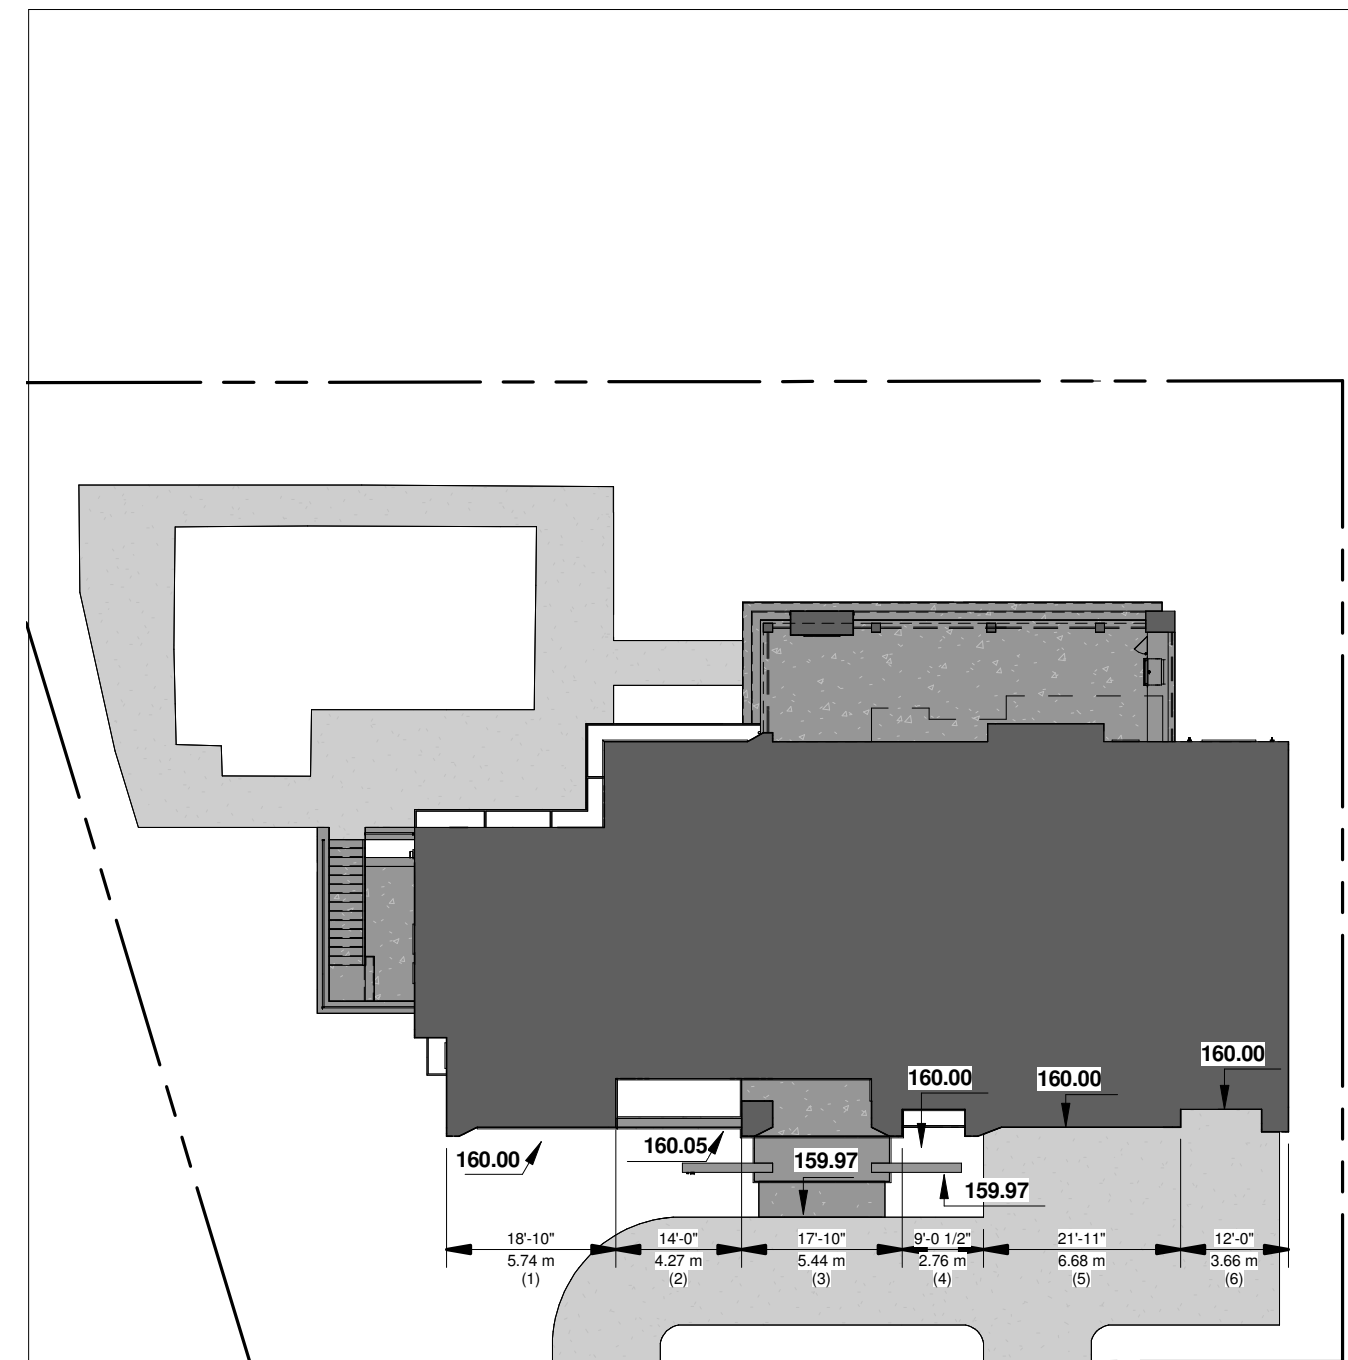 160.00
160.00
160.00
160.05
160.00
159.97
159.97
18'-10" 14'-0" 17'-10" 9'-0 1/2" 21'-11" 12'-0"
5.74 m 4.27 m 5.44 m 2.76 m 6.68 m 3.66 m
(1) (2) (3) (4) (5) (6)